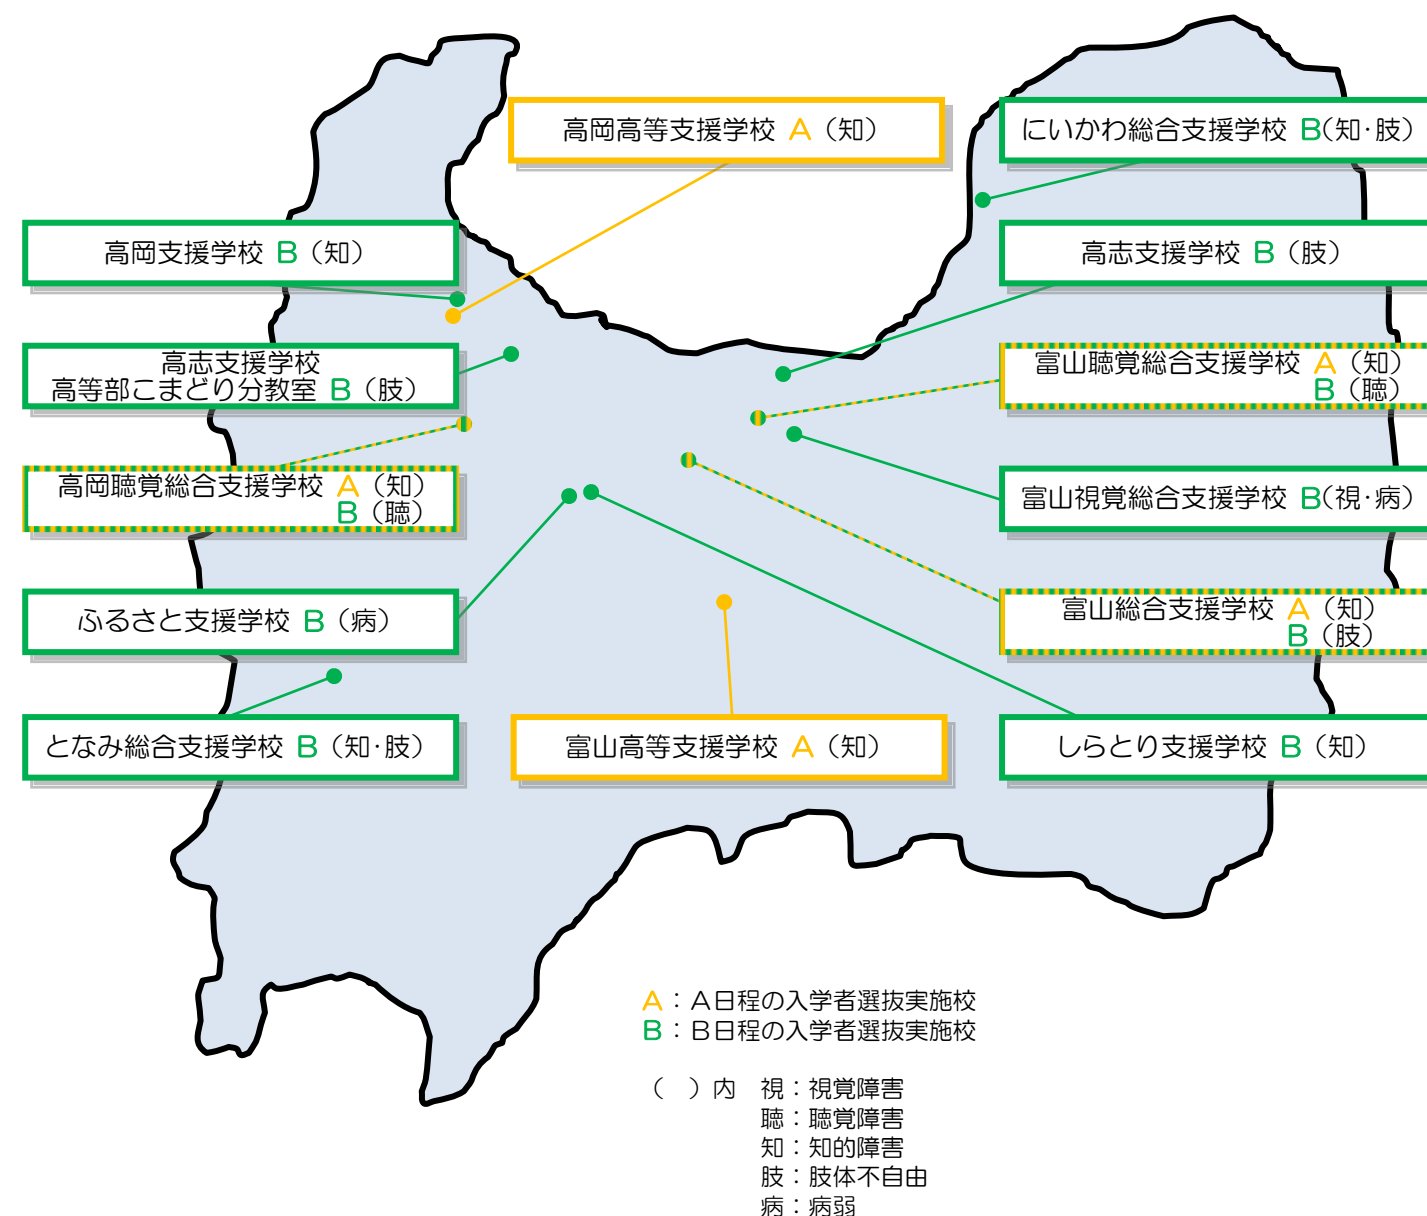 高岡高等支援学校 A（知）
にいかわ総合支援学校 B(知・肢)
高岡支援学校 B（知）
高志支援学校 B（肢）
高志支援学校
高等部こまどり分教室 B（肢）
富山聴覚総合支援学校 A（知）
B（聴）
高岡聴覚総合支援学校 A（知）
B（聴）
富山視覚総合支援学校 B(視・病)
ふるさと支援学校 B（病）
富山総合支援学校 A（知）
B（肢）
となみ総合支援学校 B（知・肢）
富山高等支援学校 A（知）
しらとり支援学校 B（知）
A：A日程の入学者選抜実施校
B：B日程の入学者選抜実施校
（　）内　視：視覚障害
聴：聴覚障害
知：知的障害
肢：肢体不自由
病：病弱